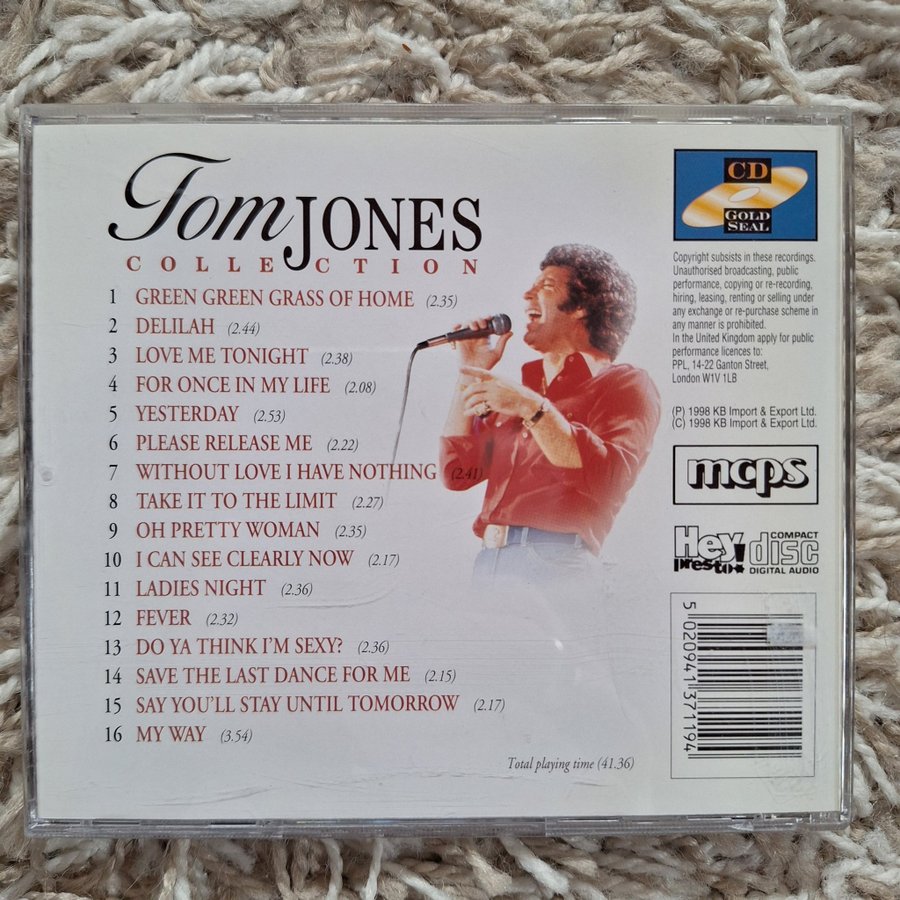 Tom JONES
COLLECTION
1 GREEN GREEN GRASS OF HOME (2.35)
2 DELILAH (2.44)
3 LOVE ME TONIGHT (2.38)
4 FOR ONCE IN MY LIFE (2.08)
5 YESTERDAY (2.53)
6 PLEASE RELEASE ME (2.22)
7 WITHOUT LOVE I HAVE NOTHING (2.41)
8 TAKE IT TO THE LIMIT (2.27)
9 OH PRETTY WOMAN (2.35)
10 I CAN SEE CLEARLY NOW (2.17)
11 LADIES NIGHT (2.36)
12 FEVER (2.32)
13 DO YA THINK I'M SEXY? (2.36)
14 SAVE THE LAST DANCE FOR ME (2.15)
15 SAY YOU'LL STAY UNTIL TOMORROW (2.17)
16 MY WAY (3.54)
Total playing time (41.36)
CD
GOLD
SEAL
Copyright subsists in these recordings.
Unauthorised broadcasting, public
performance, copying or re-recording,
hiring, leasing, renting or selling under
any exchange or re-purchase scheme in
any manner is prohibited.
In the United Kingdom apply for public
performance licences to:
PPL, 14-22 Ganton Street,
London W1V 1LB
(P) 1998 KB Import & Export Ltd.
(C) 1998 KB Import & Export Ltd.
mcps
Hey
presto!
COMPACT
disc
DIGITAL AUDIO
5 020941 371194